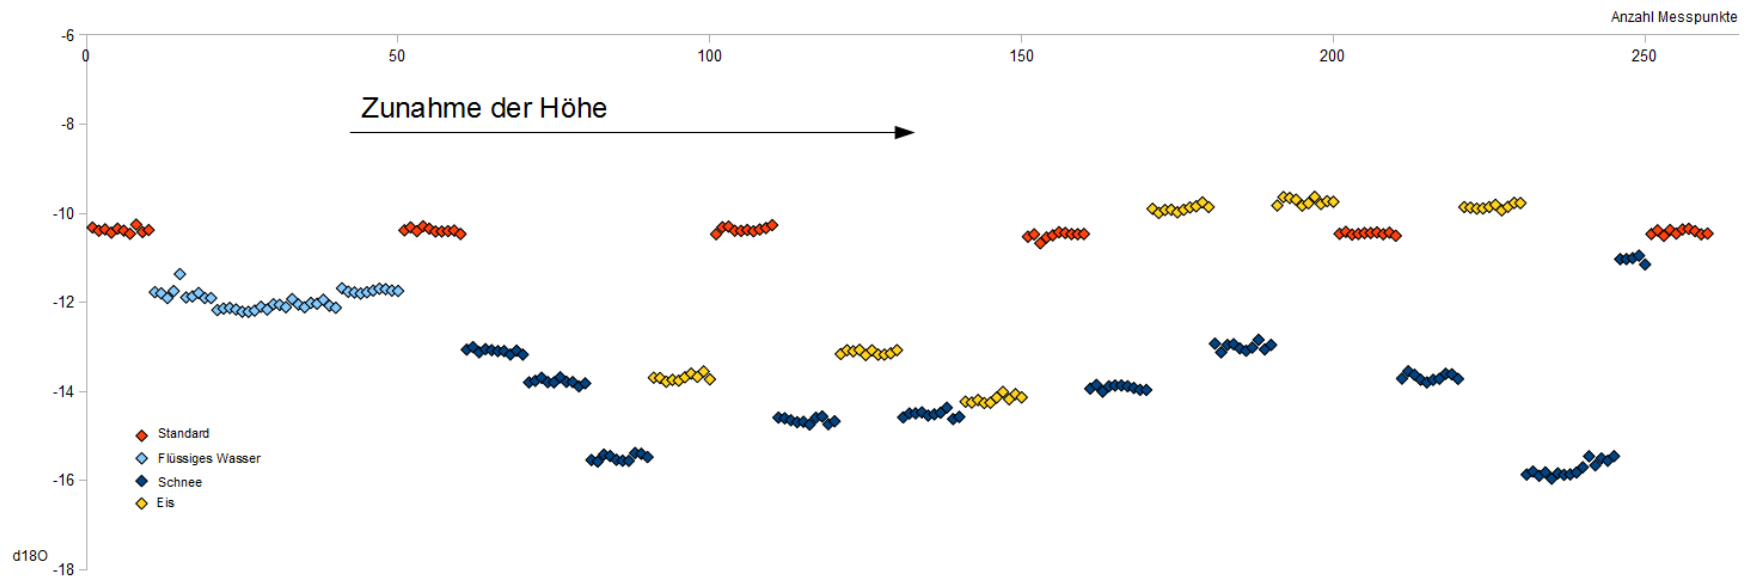 Anzahl Messpunkte
-6
0 50 100 150 200 250
Zunahme der Höhe
-8
-10
-12
-14
Standard
Flüssiges Wasser
-16
Schnee
Eis
d18O
-18